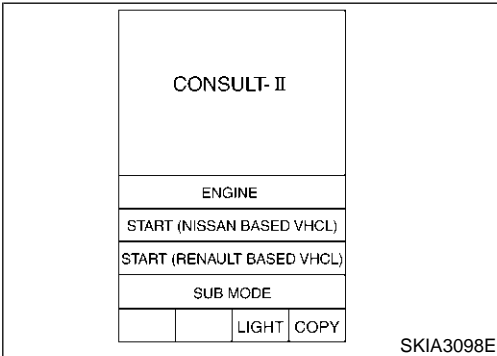 CONSULT-II
ENGINE
START (NISSAN BASED VHCL)
START (RENAULT BASED VHCL)
SUB MODE
LIGHT COPY
SKIA3098E